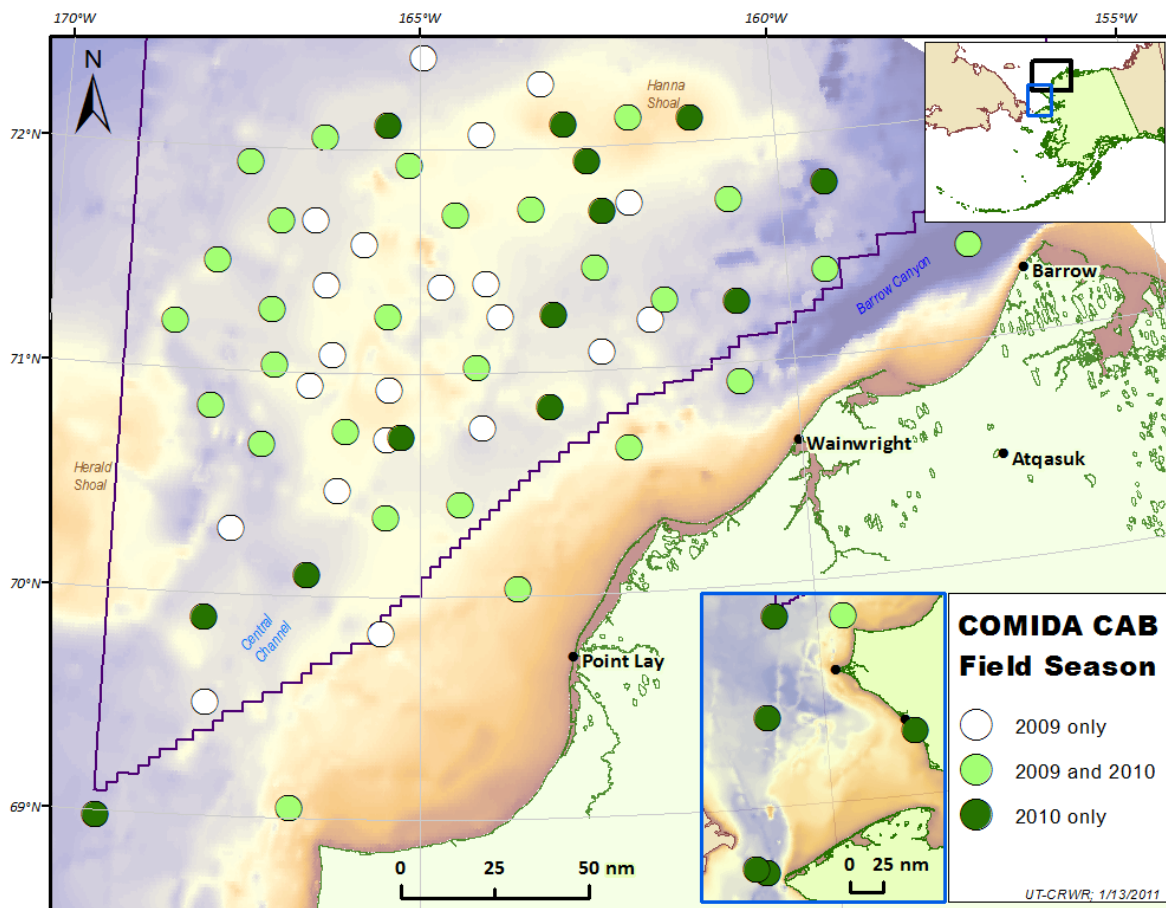 170°W
165°W
160°W
155°W
N
Hanna
Shoal
72°N
Barrow
Barrow Canyon
71°N
Wainwright
Herald
Shoal
Atqasuk
70°N
Central
Channel
Point Lay
69°N
0 25 50 nm
0 25 nm
COMIDA CAB
Field Season
2009 only
2009 and 2010
2010 only
UT-CRWR; 1/13/2011